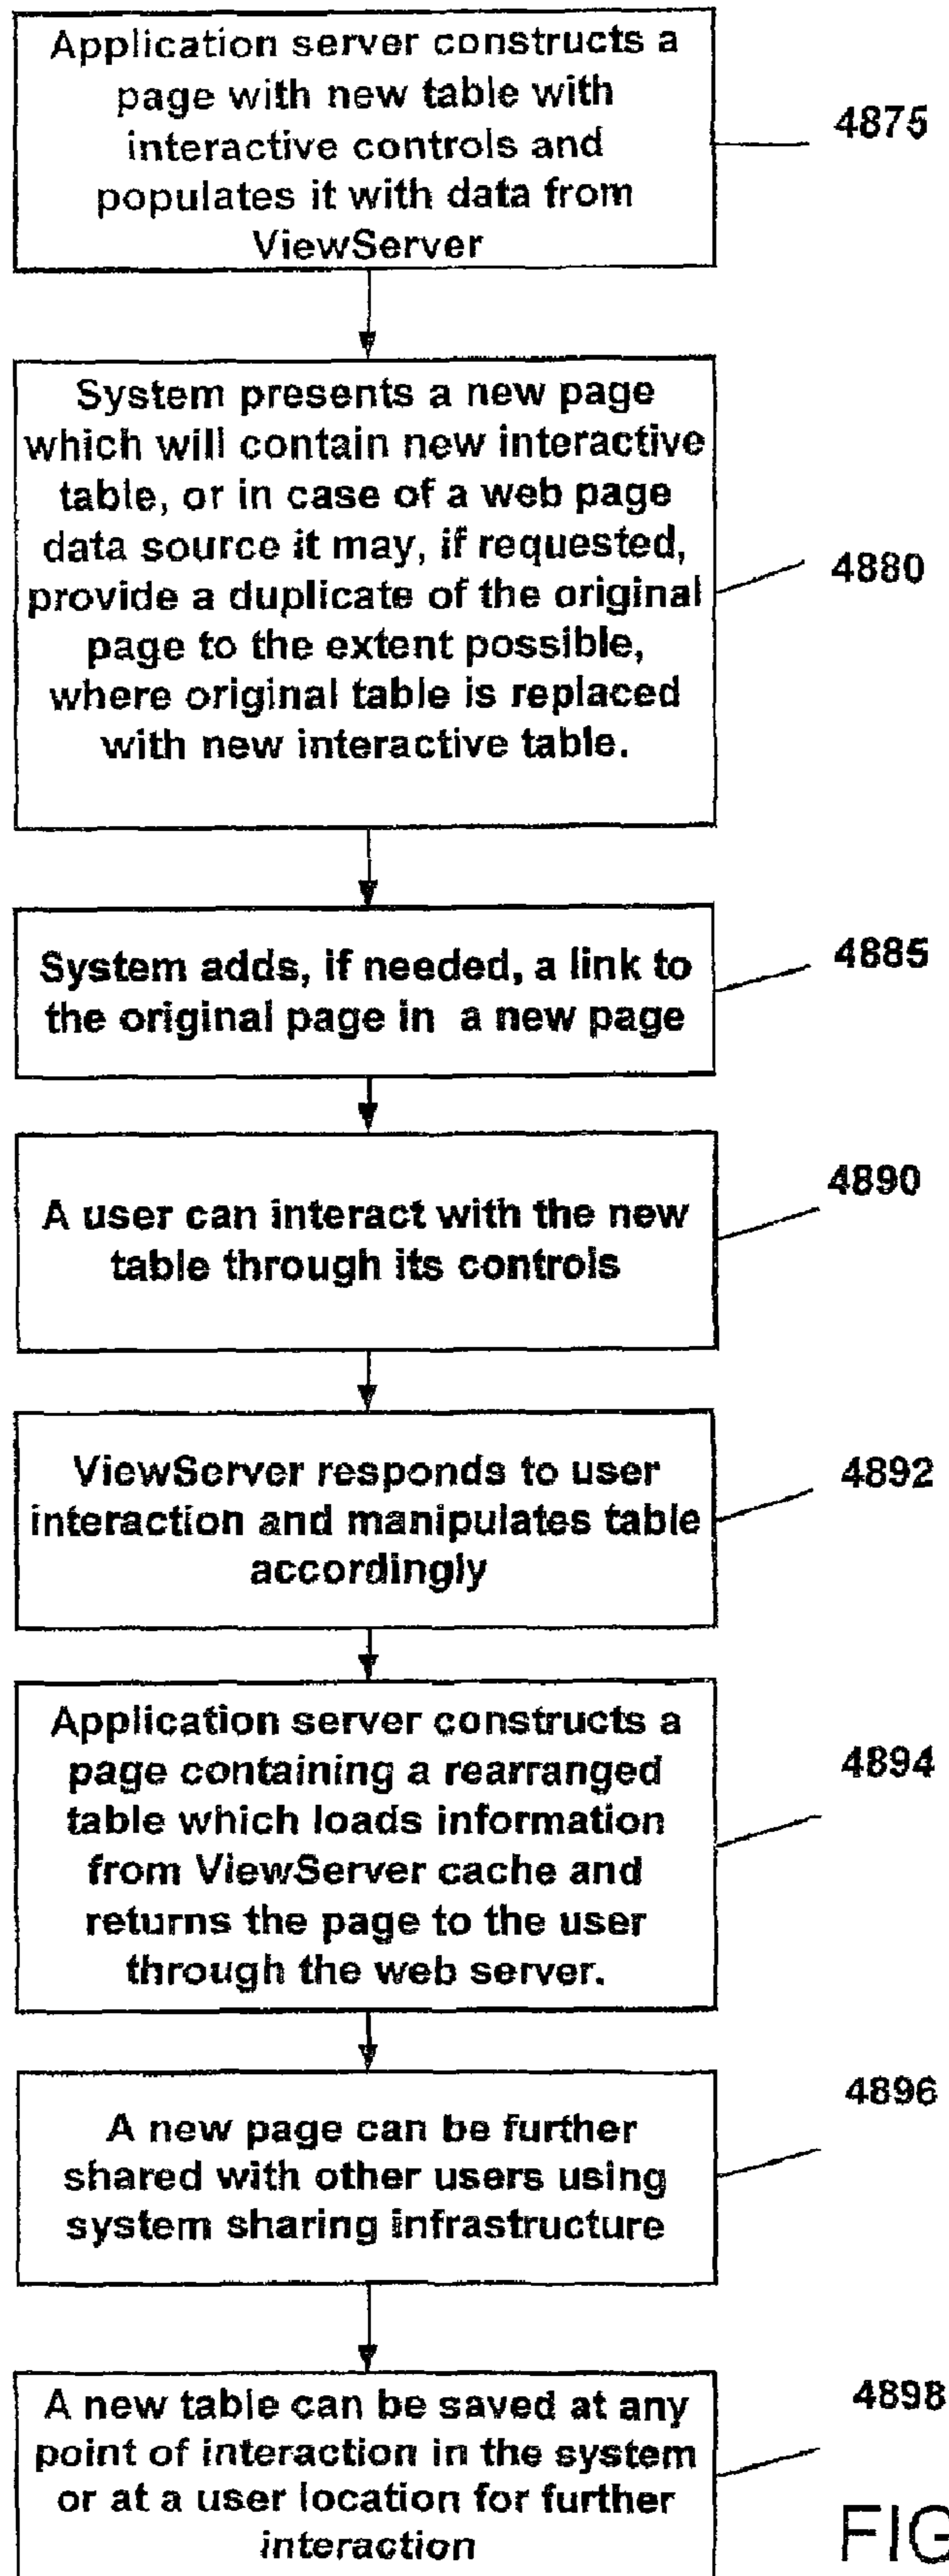 Application server constructs a
page with new table with
interactive controls and
populates it with data from
ViewServer
4875
System presents a new page
which will contain new interactive
table, or in case of a web page
data source it may, if requested,
provide a duplicate of the original
page to the extent possible,
where original table is replaced
with new interactive table.
4880
System adds, if needed, a link to
the original page in a new page
4885
A user can interact with the new
table through its controls
4890
ViewServer responds to user
interaction and manipulates table
accordingly
4892
Application server constructs a
page containing a rearranged
table which loads information
from ViewServer cache and
returns the page to the user
through the web server.
4894
A new page can be further
shared with other users using
system sharing infrastructure
4896
A new table can be saved at any
point of interaction in the system
or at a user location for further
interaction
4898
FIG